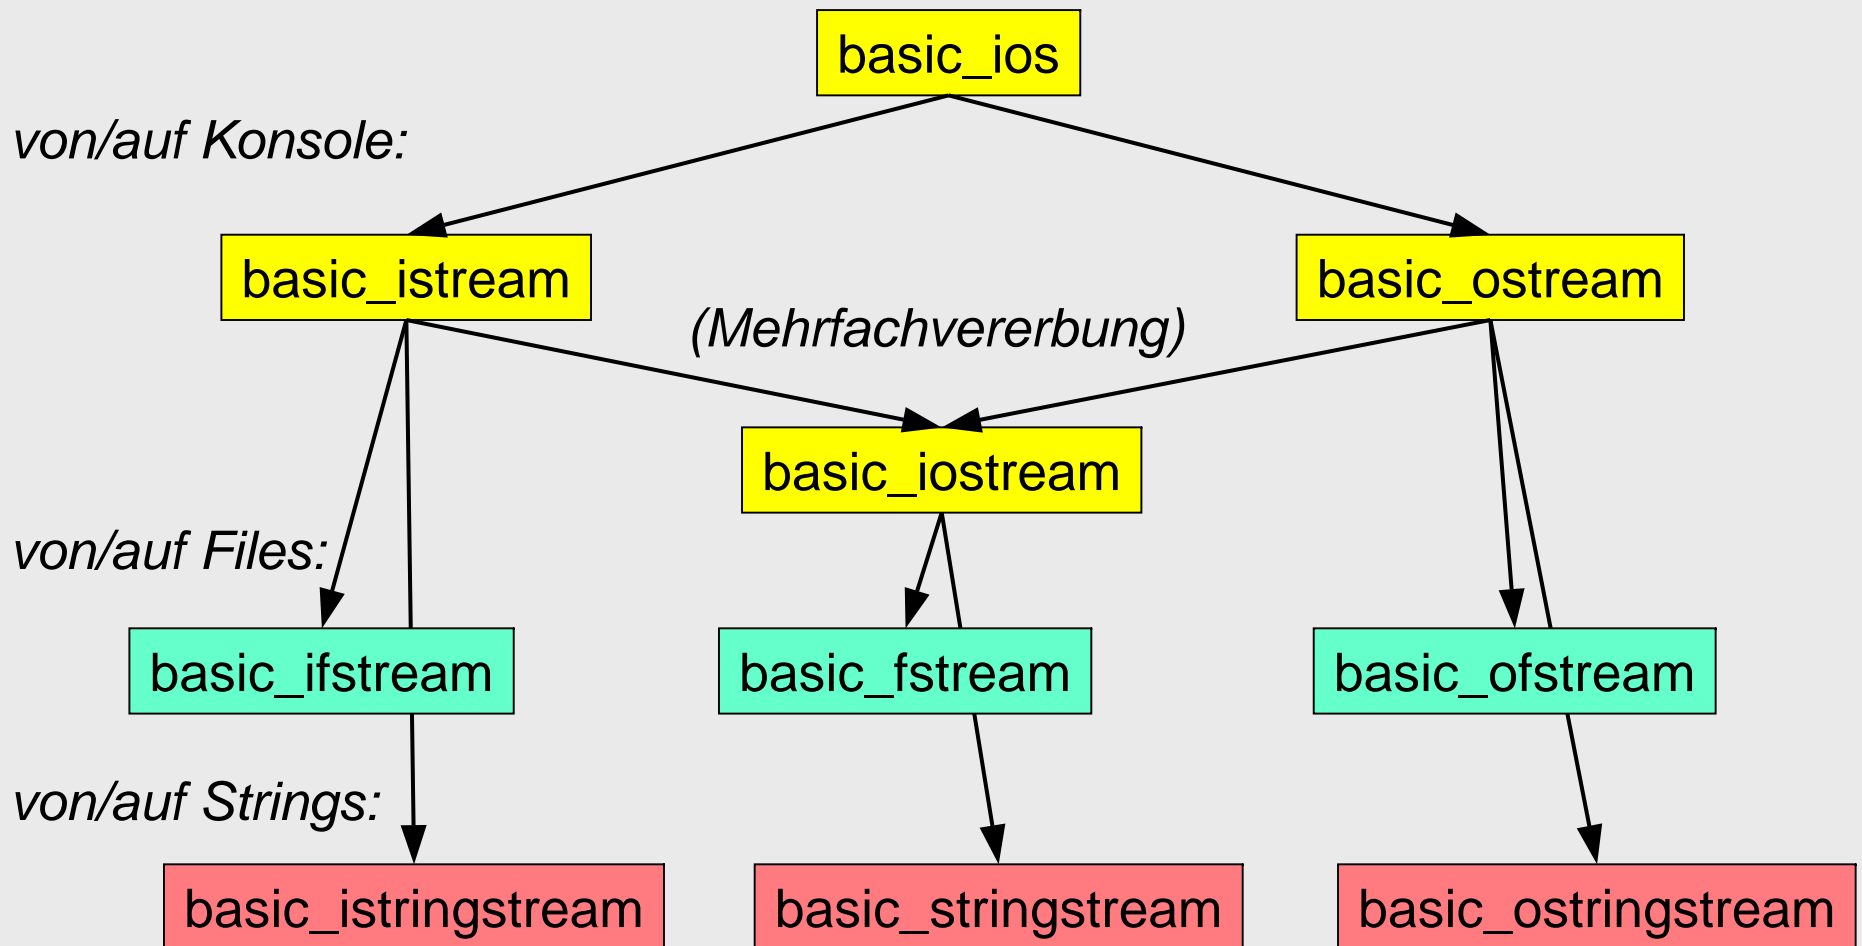 basic_ios
von/auf Konsole:
basic_istream
basic_ostream
(Mehrfachvererbung)
basic_iostream
von/auf Files:
basic_ifstream
basic_fstream
basic_ofstream
von/auf Strings:
basic_istringstream
basic_stringstream
basic_ostringstream